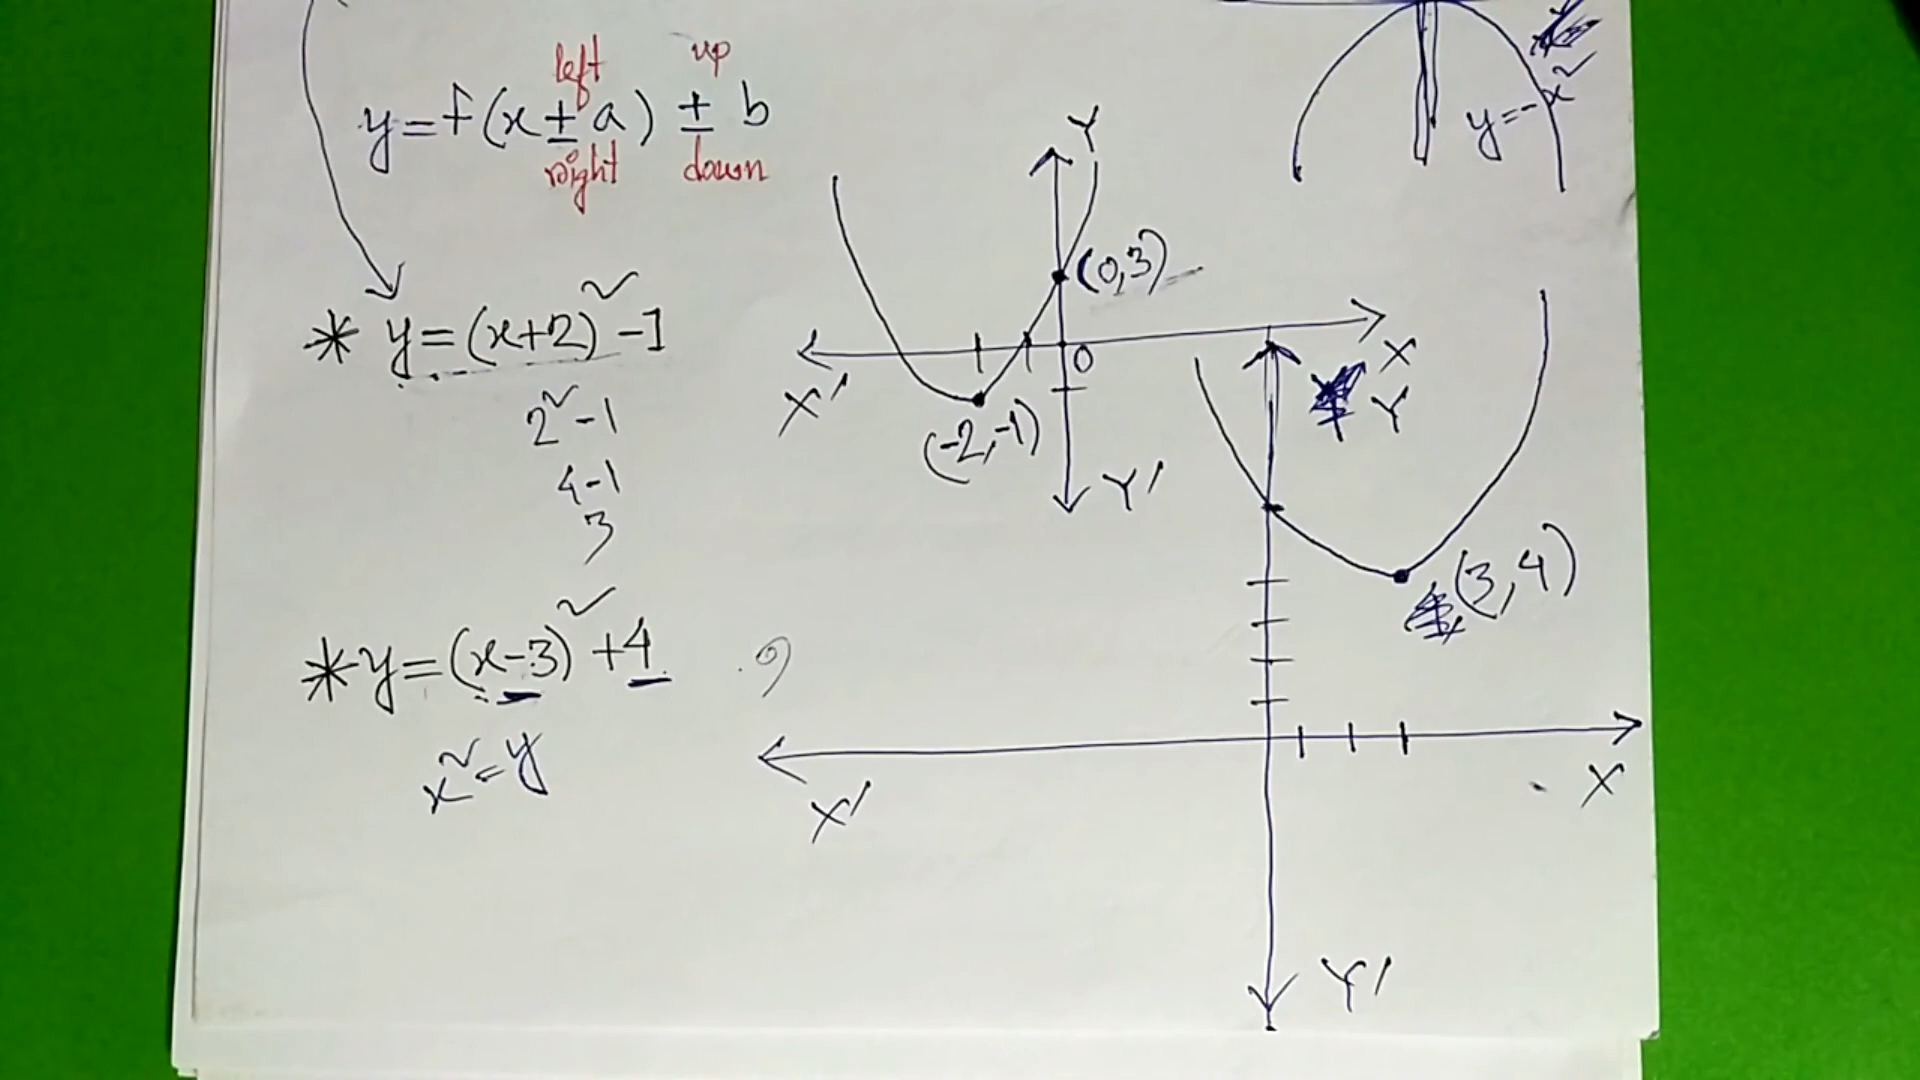 left up
y=f(x±a) ± b
right down
y=-x²
* y=(x+2)²-1
2²-1
4-1
3
Y
(0,3)
X' O X
(-2,-1)
Y'
* y=(x-3)²+4
x²=y
Y
(3,4)
X' X
Y'